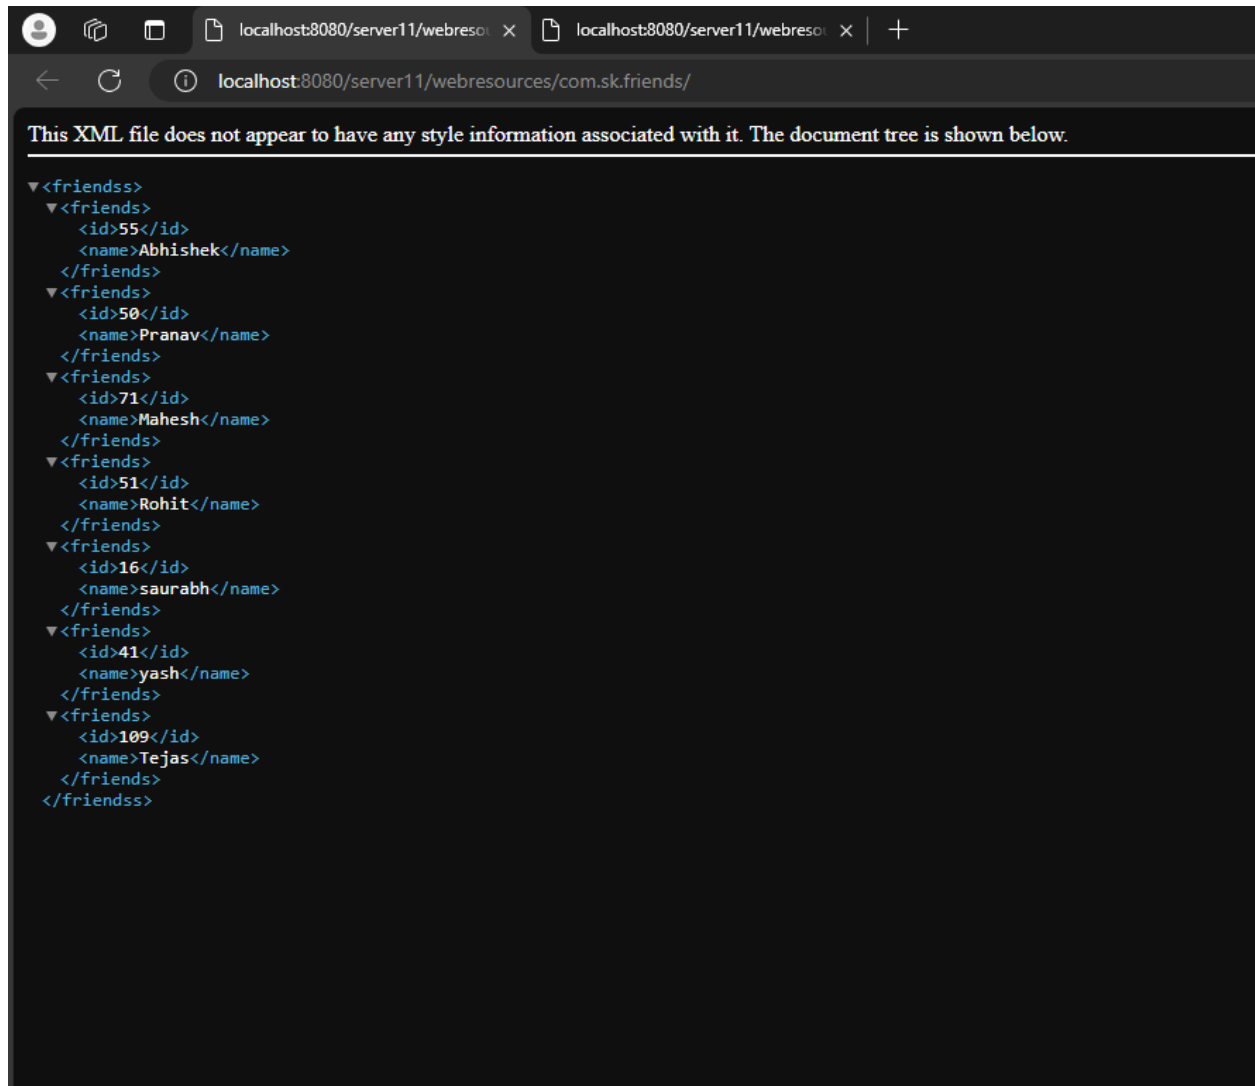 localhost:8080/server11/webresou
localhost:8080/server11/webresou
localhost:8080/server11/webresources/com.sk.friends/
This XML file does not appear to have any style information associated with it. The document tree is shown below.
▼<friendss>
▼<friends>
<id>55</id>
<name>Abhishek</name>
</friends>
▼<friends>
<id>50</id>
<name>Pranav</name>
</friends>
▼<friends>
<id>71</id>
<name>Mahesh</name>
</friends>
▼<friends>
<id>51</id>
<name>Rohit</name>
</friends>
▼<friends>
<id>16</id>
<name>saurabh</name>
</friends>
▼<friends>
<id>41</id>
<name>yash</name>
</friends>
▼<friends>
<id>109</id>
<name>Tejas</name>
</friends>
</friendss>